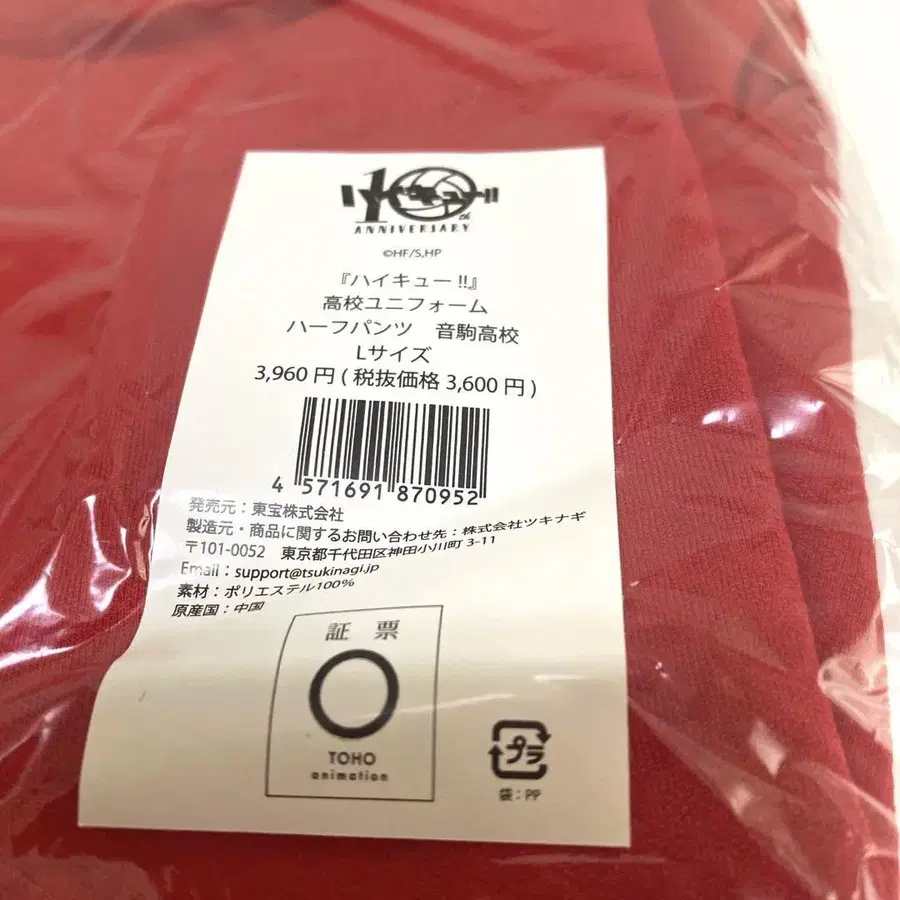 ハイキュー!!
10th
ANNIVERSARY
©HF/S,HP
『ハイキュー!!』
高校ユニフォーム
ハーフパンツ　音駒高校
Lサイズ
3,960 円 ( 税抜価格 3,600 円 )
4 571691 870952
発売元：東宝株式会社
製造元・商品に関するお問い合わせ先：株式会社ツキナギ
〒101-0052　東京都千代田区神田小川町 3-11
Email：support@tsukinagi.jp
素材：ポリエステル100%
原産国：中国
証票
TOHO
animation
プラ
袋：PP